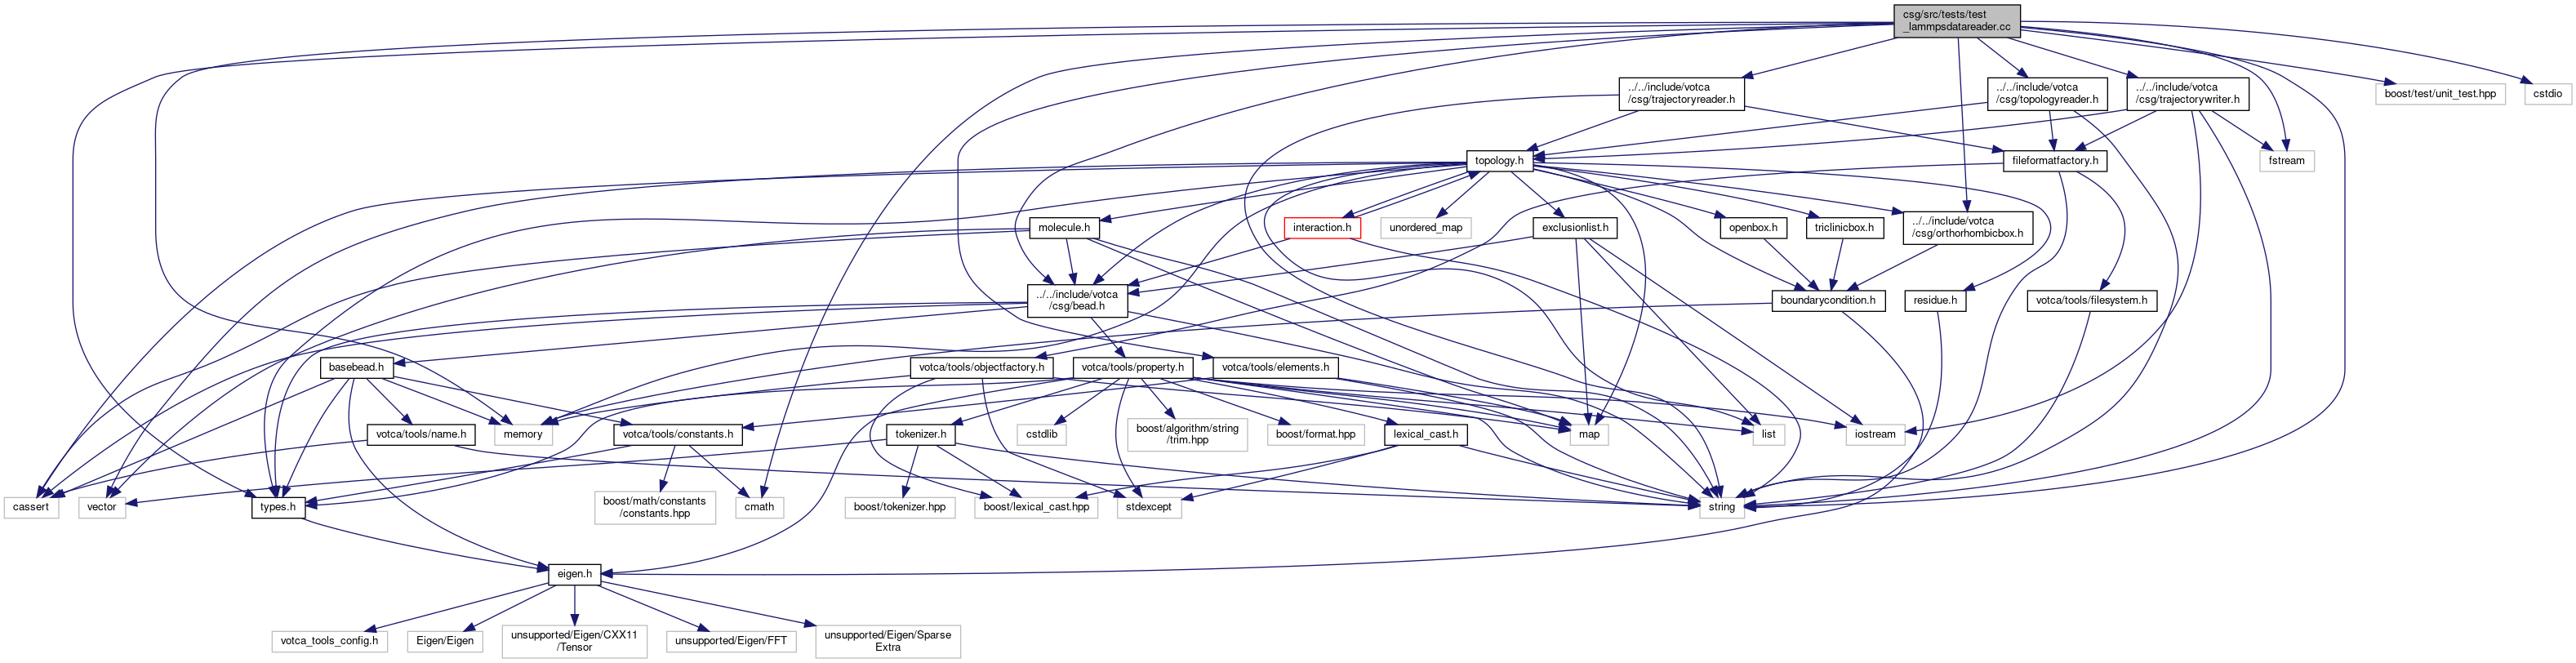 csg/src/tests/test
_lammpsdatareader.cc
../../include/votca
/csg/trajectoryreader.h
../../include/votca
/csg/topologyreader.h
../../include/votca
/csg/trajectorywriter.h
boost/test/unit_test.hpp
cstdio
topology.h
fileformatfactory.h
fstream
molecule.h
interaction.h
unordered_map
exclusionlist.h
openbox.h
triclinicbox.h
../../include/votca
/csg/orthorhombicbox.h
../../include/votca
/csg/bead.h
boundarycondition.h
residue.h
votca/tools/filesystem.h
basebead.h
votca/tools/objectfactory.h
votca/tools/property.h
votca/tools/elements.h
votca/tools/name.h
memory
votca/tools/constants.h
tokenizer.h
cstdlib
boost/algorithm/string
/trim.hpp
boost/format.hpp
lexical_cast.h
map
list
iostream
cassert
vector
types.h
boost/math/constants
/constants.hpp
cmath
boost/tokenizer.hpp
boost/lexical_cast.hpp
stdexcept
string
eigen.h
votca_tools_config.h
Eigen/Eigen
unsupported/Eigen/CXX11
/Tensor
unsupported/Eigen/FFT
unsupported/Eigen/Sparse
Extra